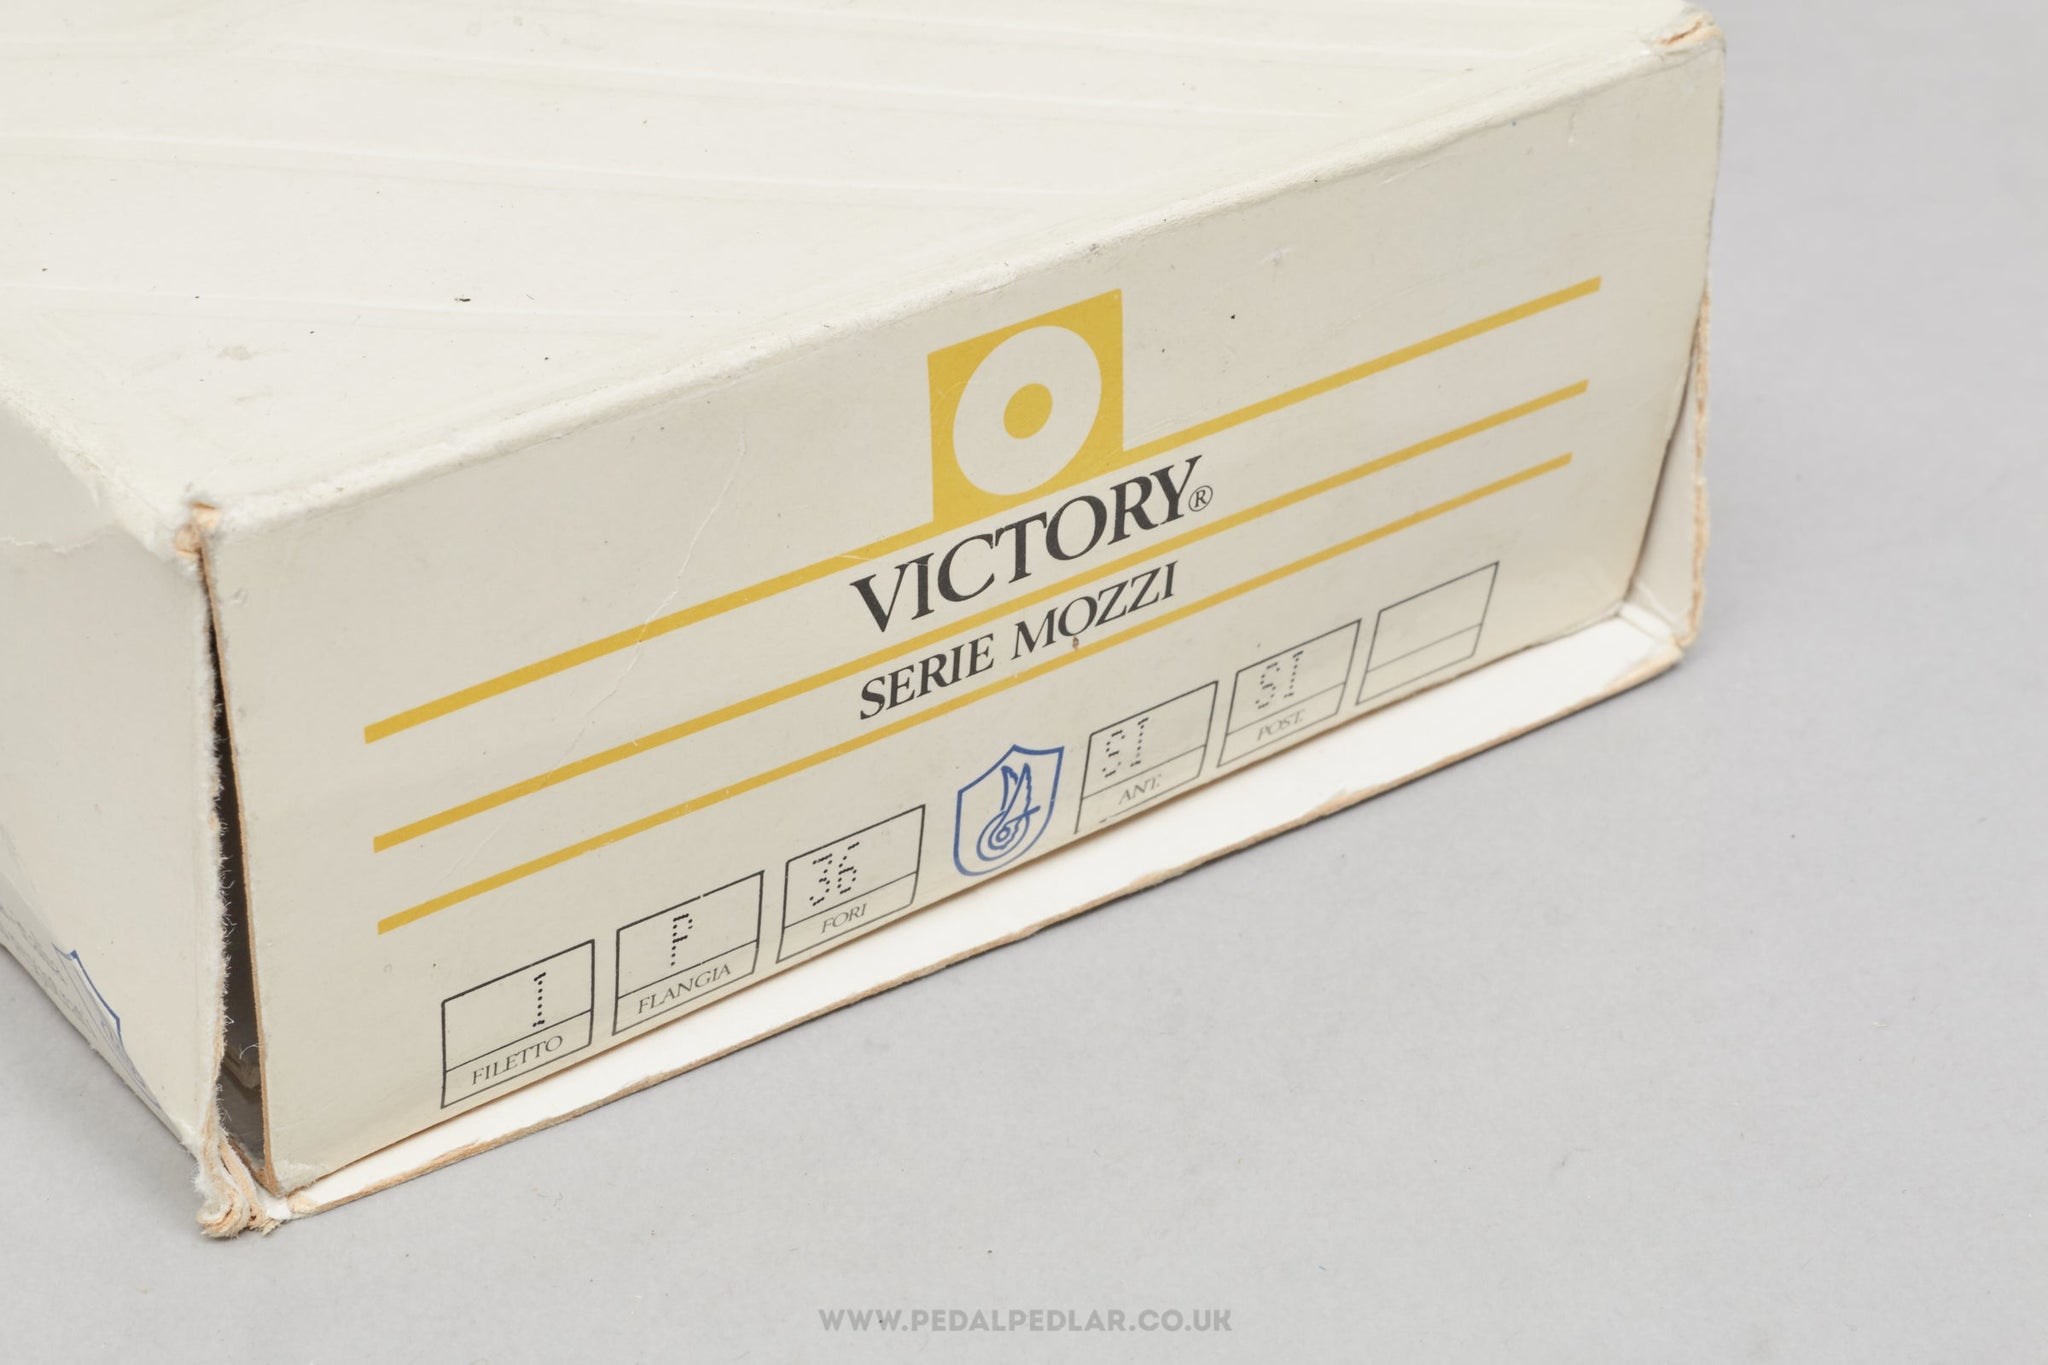 VICTORY®
SERIE MOZZI
I
FILETTO
P
FLANGIA
36
FORI
SI
ANT.
SI
POST.
WWW.PEDALPEDLAR.CO.UK